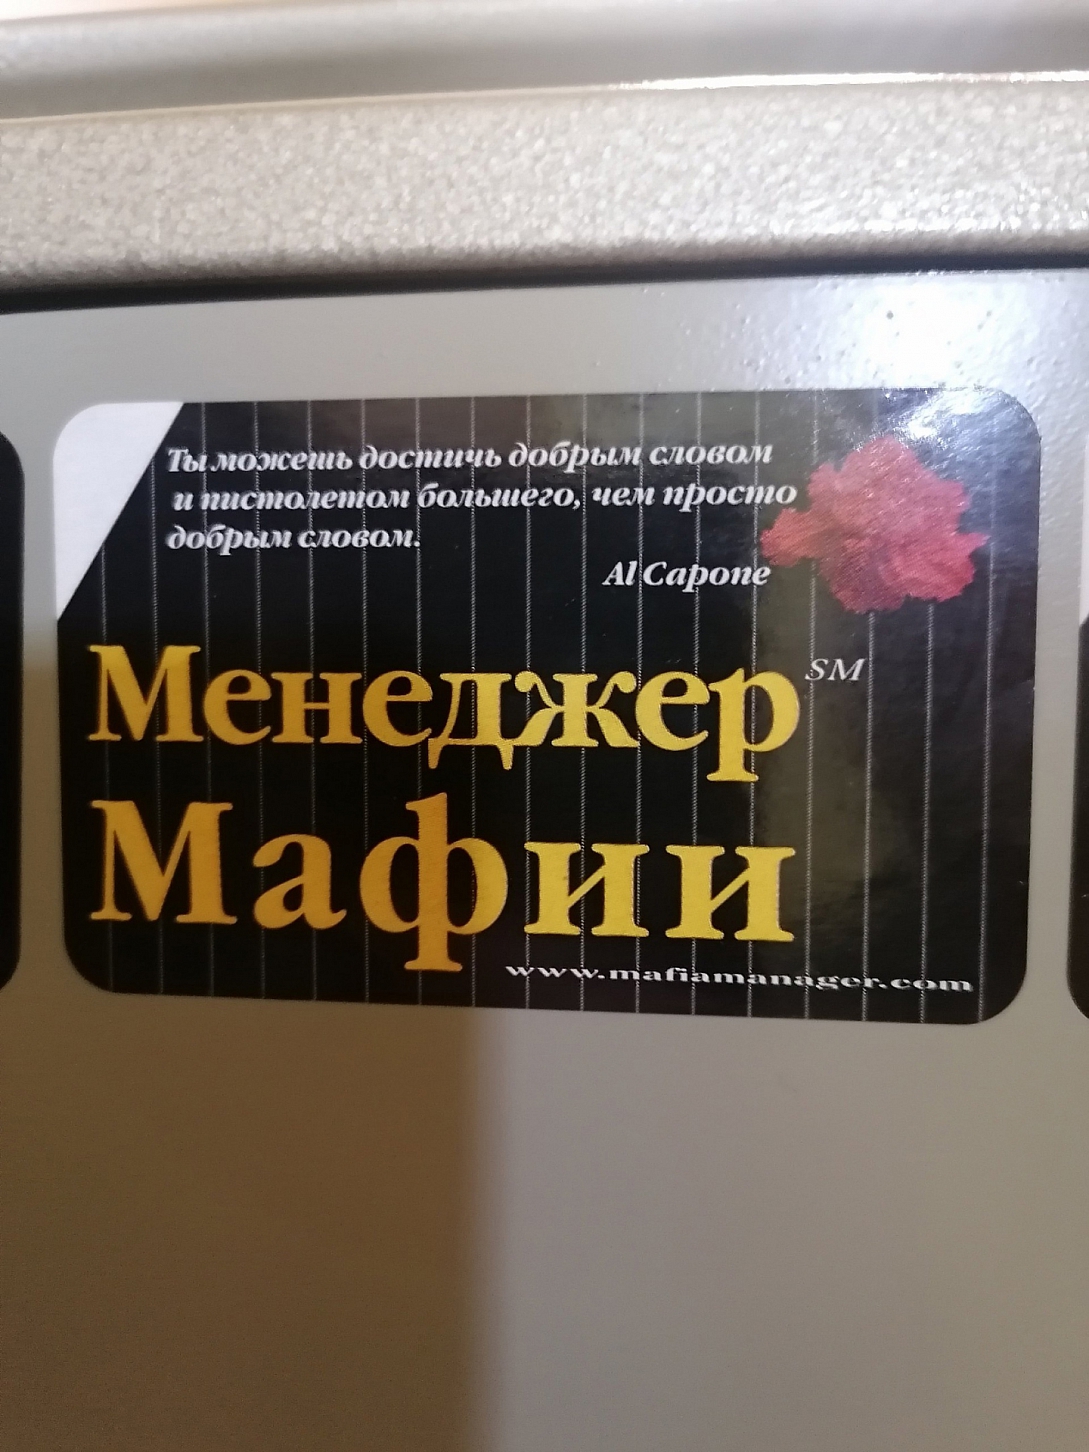 Ты можешь достичь добрым словом
и пистолетом большего, чем просто
добрым словом.
Al Capone
Менеджер SM
Мафии
www.mafiamanager.com